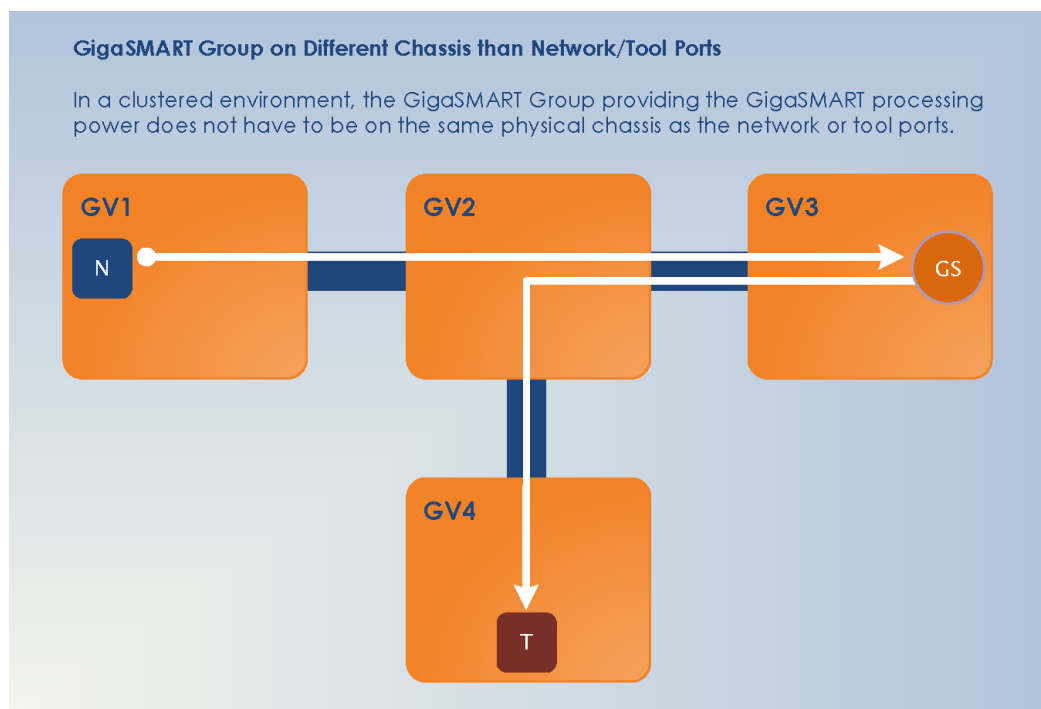 GigaSMART Group on Different Chassis than Network/Tool Ports
In a clustered environment, the GigaSMART Group providing the GigaSMART processing
power does not have to be on the same physical chassis as the network or tool ports.
GV1
GV2
GV3
N
GS
GV4
T